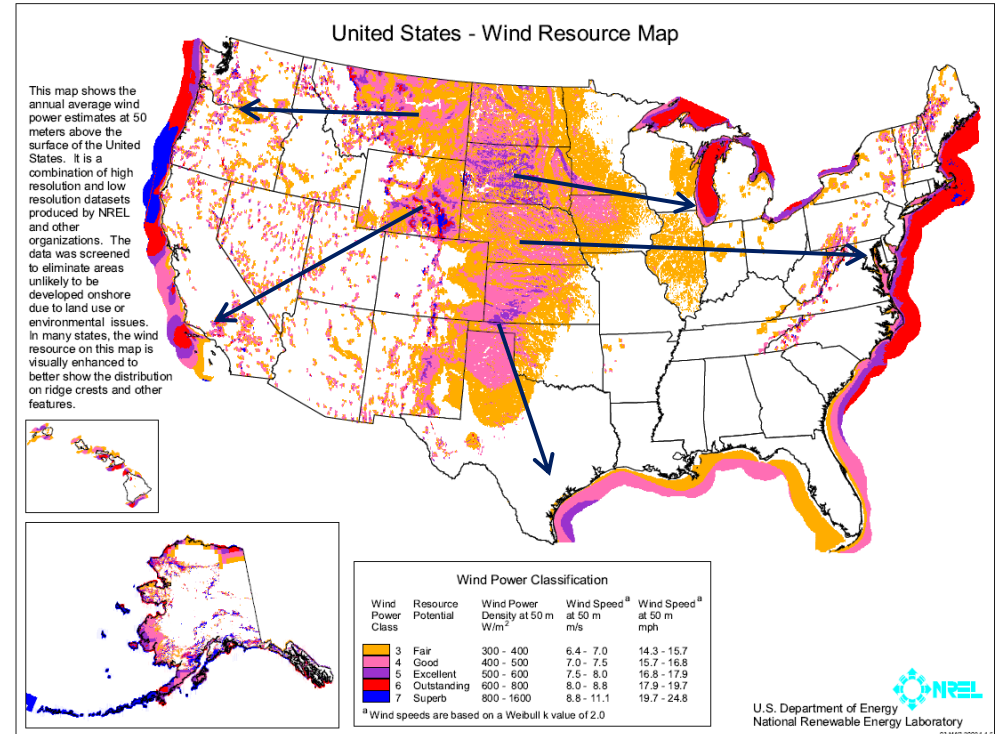 United States - Wind Resource Map
This map shows the
annual average wind
power estimates at 50
meters above the
surface of the United
States. It is a
combination of high
resolution and low
resolution datasets
produced by NREL
and other
organizations. The
data was screened
to eliminate areas
unlikely to be
developed onshore
due to land use or
environmental issues.
In many states, the wind
resource on this map is
visually enhanced to
better show the distribution
on ridge crests and other
features.
Wind Power Classification
Wind Power Class Resource Potential Wind Power Density at 50 m W/m2 Wind Speed a at 50 m m/s Wind Speed a at 50 m mph
3 Fair 300 - 400 6.4 - 7.0 14.3 - 15.7
4 Good 400 - 500 7.0 - 7.5 15.7 - 16.8
5 Excellent 500 - 600 7.5 - 8.0 16.8 - 17.9
6 Outstanding 600 - 800 8.0 - 8.8 17.9 - 19.7
7 Superb 800 - 1600 8.8 - 11.1 19.7 - 24.8
a Wind speeds are based on a Weibull k value of 2.0
NREL
U.S. Department of Energy
National Renewable Energy Laboratory